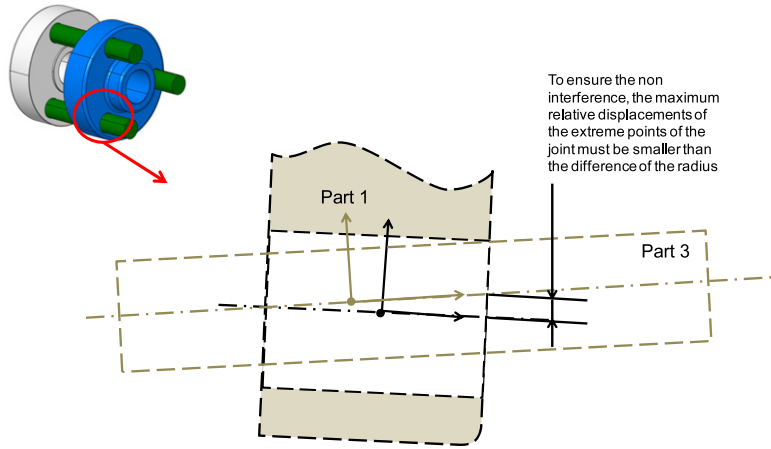 To ensure the non
interference, the maximum
relative displacements of
the extreme points of the
joint must be smaller than
the difference of the radius
Part 1
Part 3